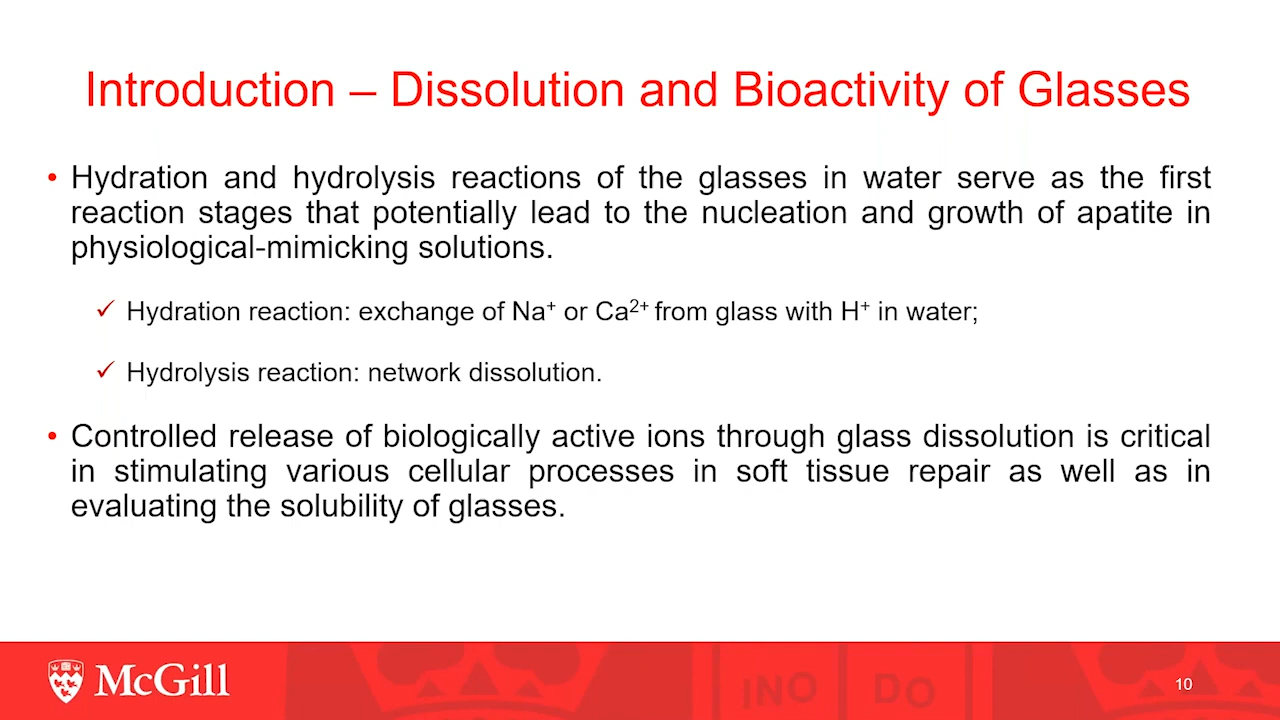 Introduction – Dissolution and Bioactivity of Glasses
• Hydration and hydrolysis reactions of the glasses in water serve as the first
reaction stages that potentially lead to the nucleation and growth of apatite in
physiological-mimicking solutions.
✓ Hydration reaction: exchange of Na⁺ or Ca²⁺ from glass with H⁺ in water;
✓ Hydrolysis reaction: network dissolution.
• Controlled release of biologically active ions through glass dissolution is critical
in stimulating various cellular processes in soft tissue repair as well as in
evaluating the solubility of glasses.
McGill
INO DO
10